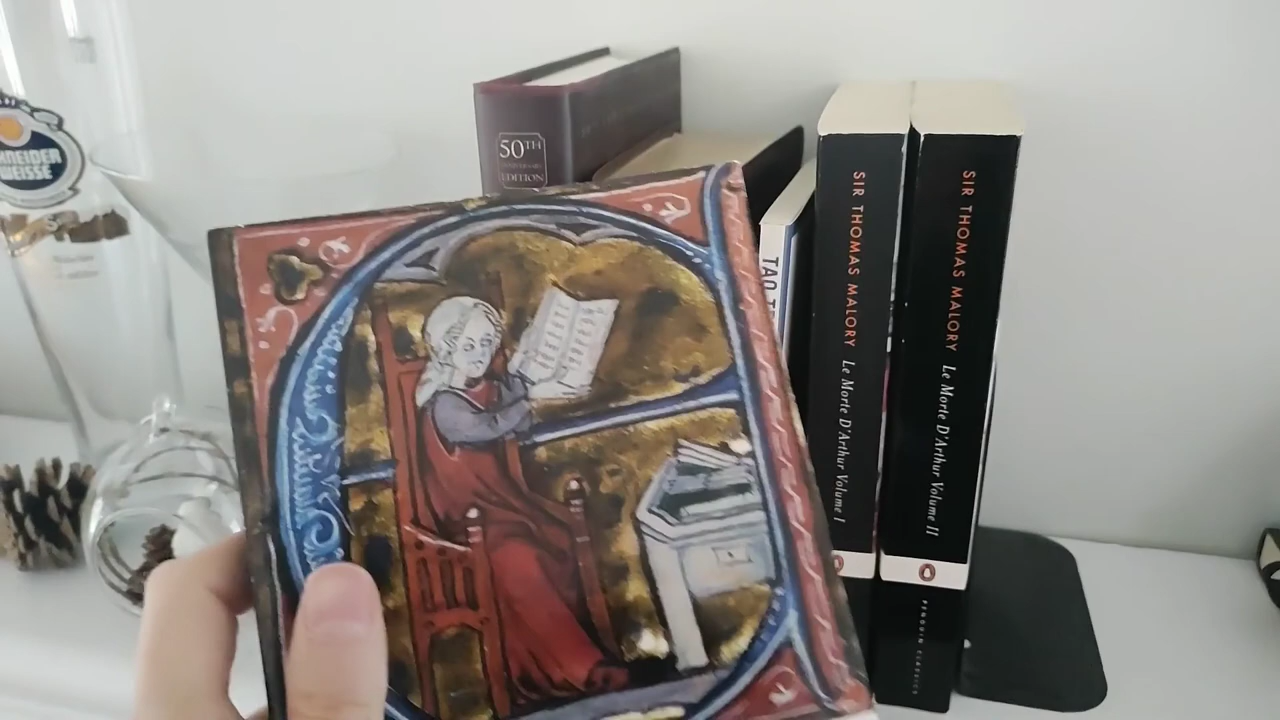 SCHNEIDER
WEISSE
50TH
ANNIVERSARY
EDITION
TAO TE
SIR THOMAS MALORY Le Morte D'Arthur Volume I
SIR THOMAS MALORY Le Morte D'Arthur Volume II
PENGUIN CLASSICS